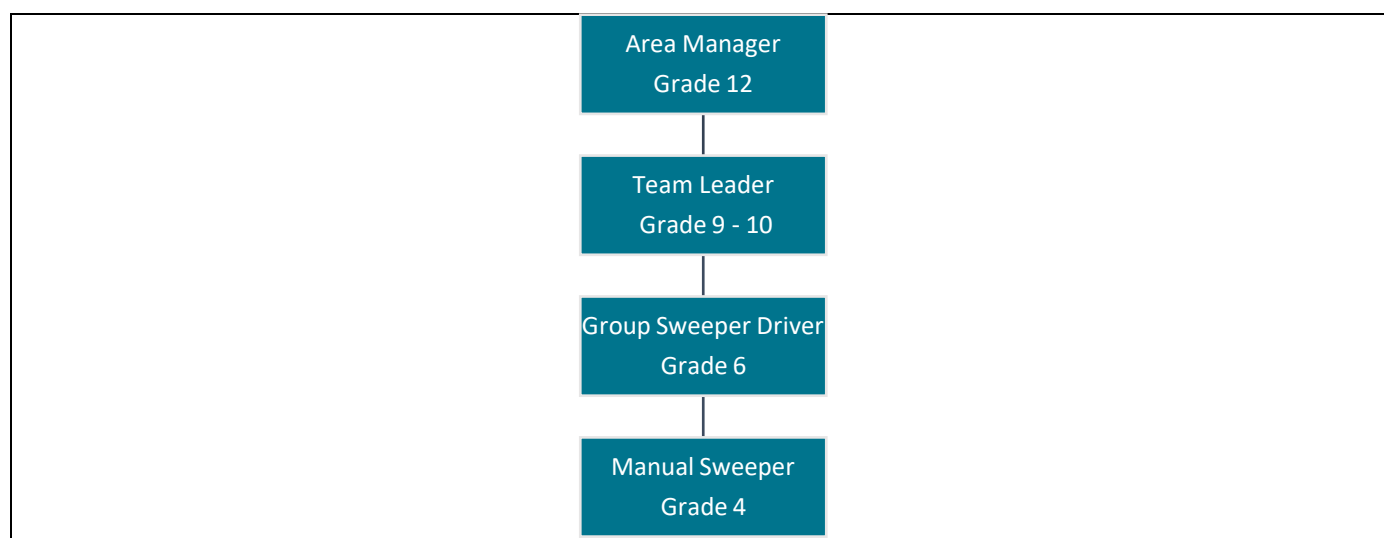 Area Manager
Grade 12
Team Leader
Grade 9 - 10
Group Sweeper Driver
Grade 6
Manual Sweeper
Grade 4